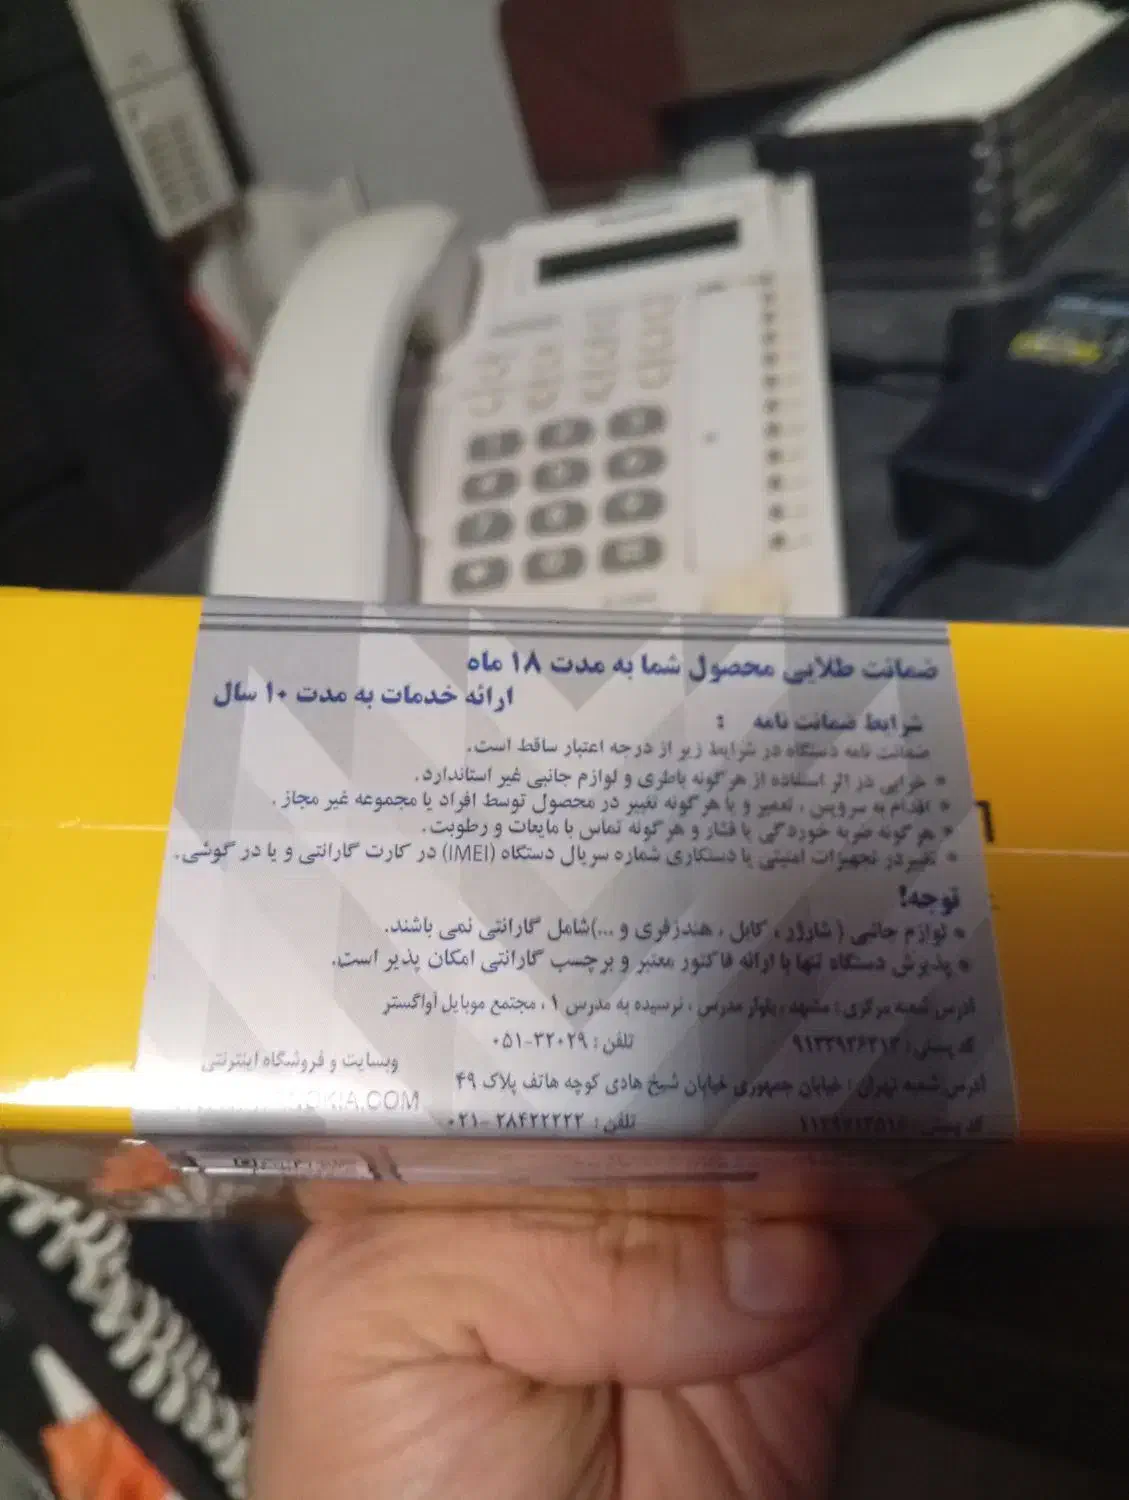 ضمانت طلایی محصول شما به مدت ۱۸ ماه
ارائه خدمات به مدت ۱۰ سال
شرایط ضمانت نامه :
ضمانت نامه دستگاه در شرایط زیر از درجه اعتبار ساقط است.
• خرابی در اثر استفاده از هرگونه باطری و لوازم جانبی غیر استاندارد.
• اقدام به سرویس ، تعمیر و یا هرگونه تغییر در محصول توسط افراد یا مجموعه غیر مجاز .
• هرگونه ضربه خوردگی یا فشار و هرگونه تماس با مایعات و رطوبت.
• تغییر در تجهیزات امنیتی یا دستکاری شماره سریال دستگاه (IMEI) در کارت گارانتی و یا در گوشی.
توجه!
• لوازم جانبی ( شارژر ، کابل ، هندزفری و ...)شامل گارانتی نمی باشند.
• پذیرش دستگاه تنها با ارائه فاکتور معتبر و برچسب گارانتی امکان پذیر است.
آدرس شعبه مرکزی : مشهد ، بلوار مدرس ، نرسیده به مدرس ۱ ، مجتمع موبایل آواگستر
کد پستی : تلفن : ۳۲۰۲۹-۰۵۱
وبسایت و فروشگاه اینترنتی
آدرس شعبه تهران : خیابان جمهوری خیابان شیخ هادی کوچه هاتف پلاک ۴۹
کد پستی : تلفن : ۲۸۴۲۲۲۲۲ -۰۲۱